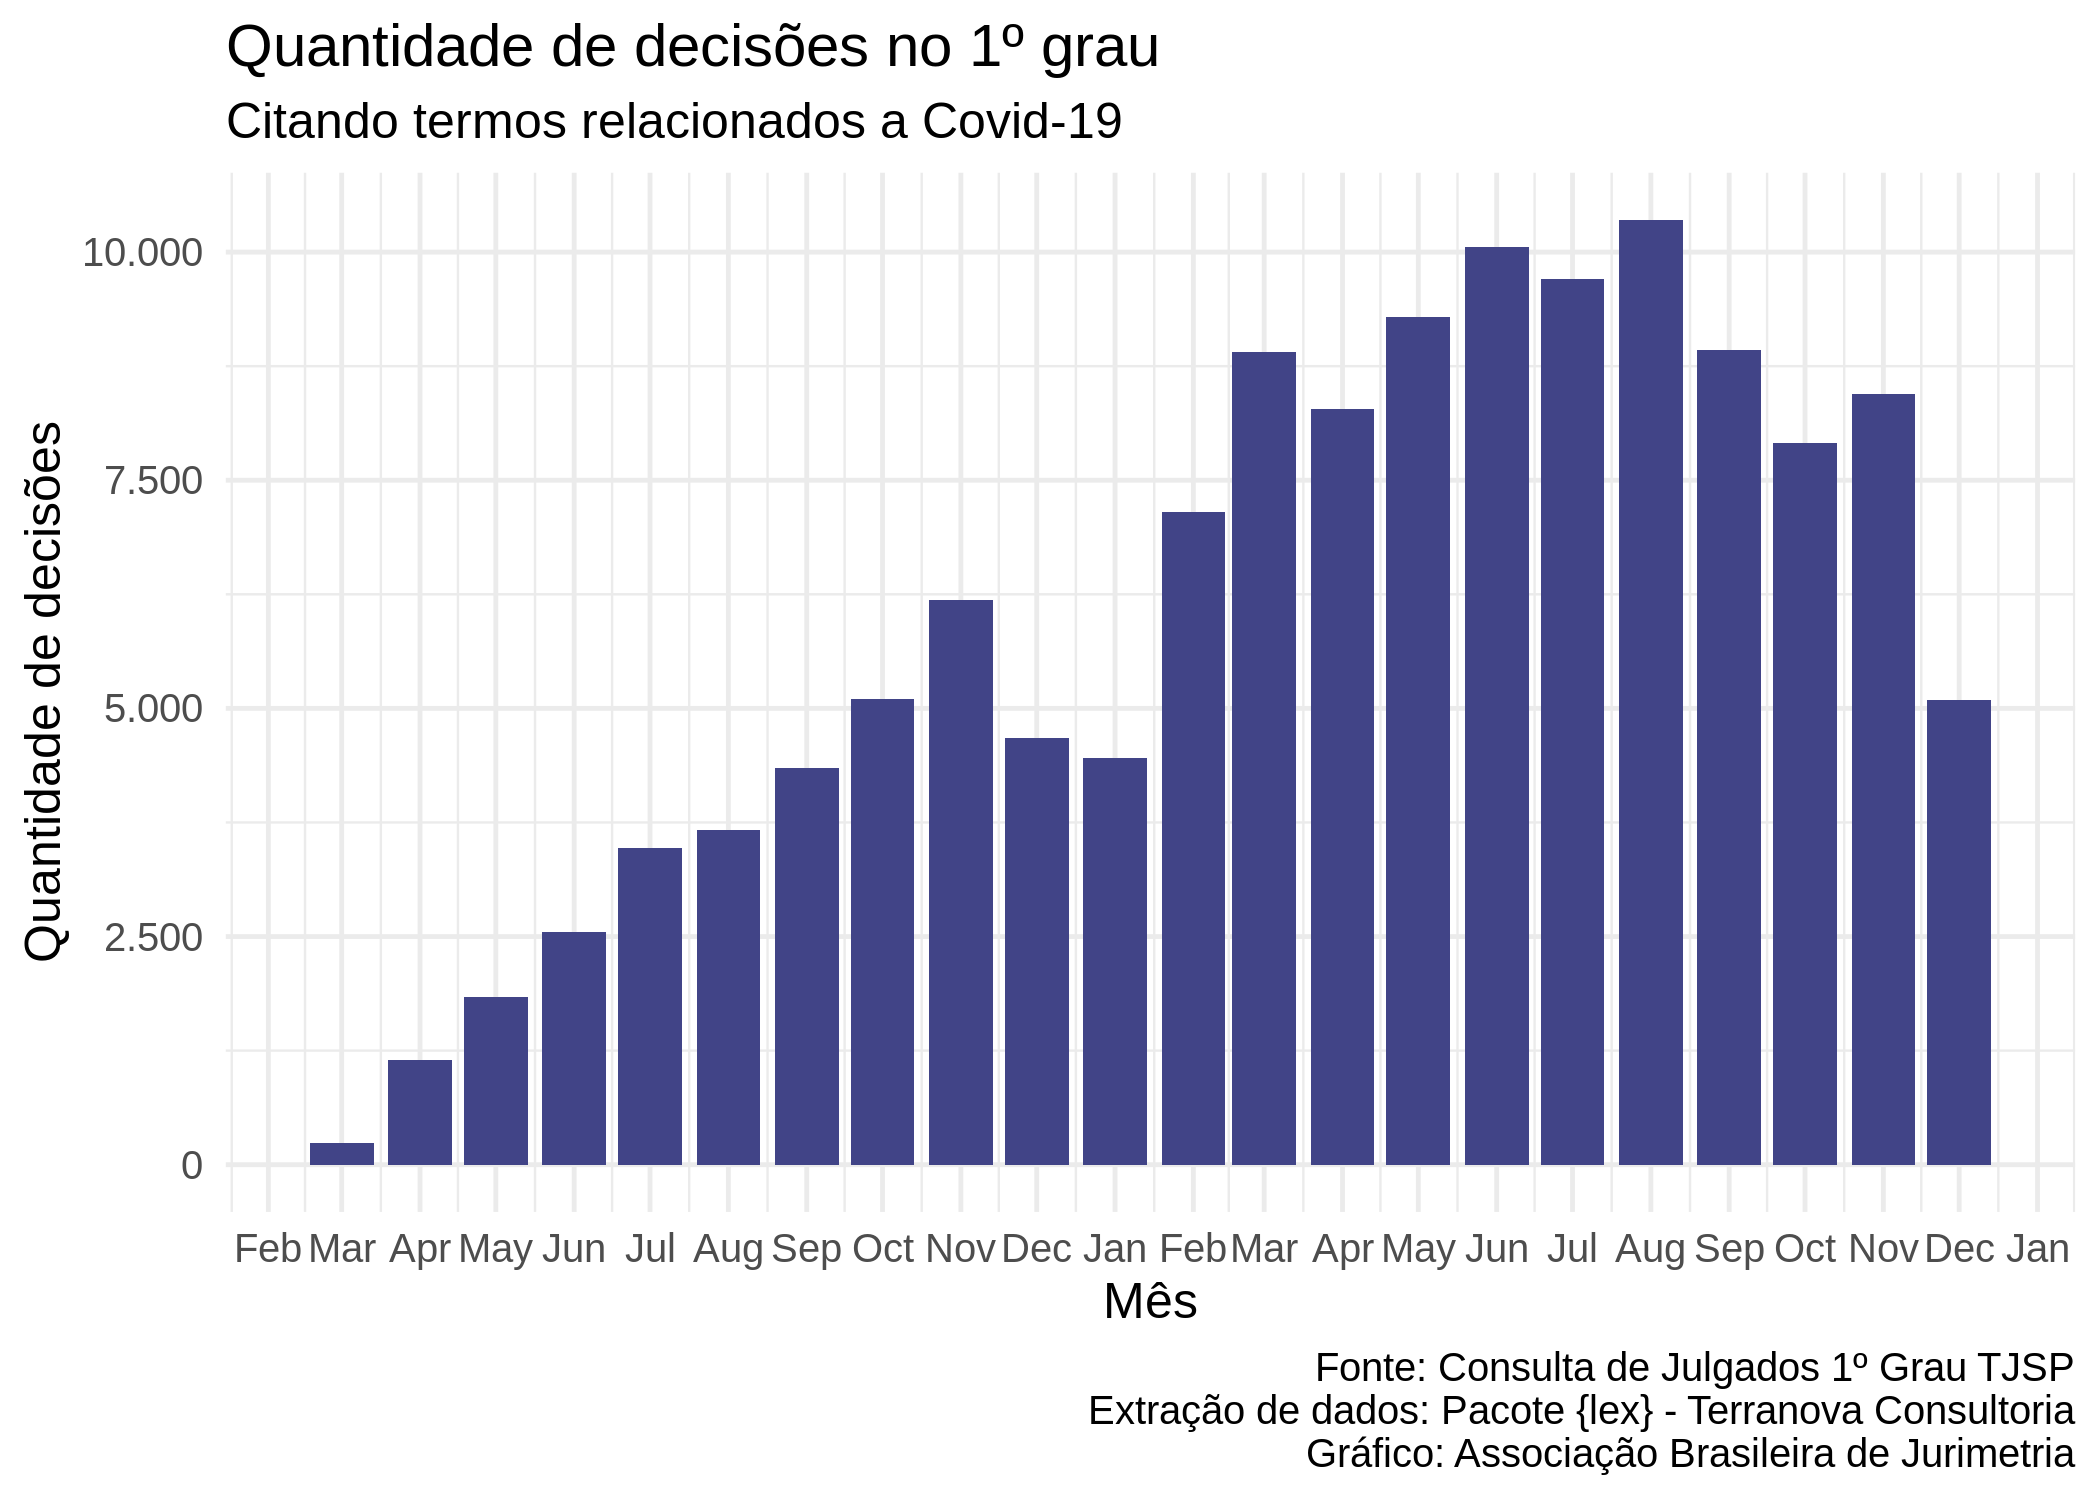 Quantidade de decisões no 1º grau
Citando termos relacionados a Covid-19
Quantidade de decisões
10.000
7.500
5.000
2.500
0
Feb Mar Apr May Jun Jul Aug Sep Oct Nov Dec Jan Feb Mar Apr May Jun Jul Aug Sep Oct Nov Dec Jan
Mês
Fonte: Consulta de Julgados 1º Grau TJSP
Extração de dados: Pacote {lex} - Terranova Consultoria
Gráfico: Associação Brasileira de Jurimetria